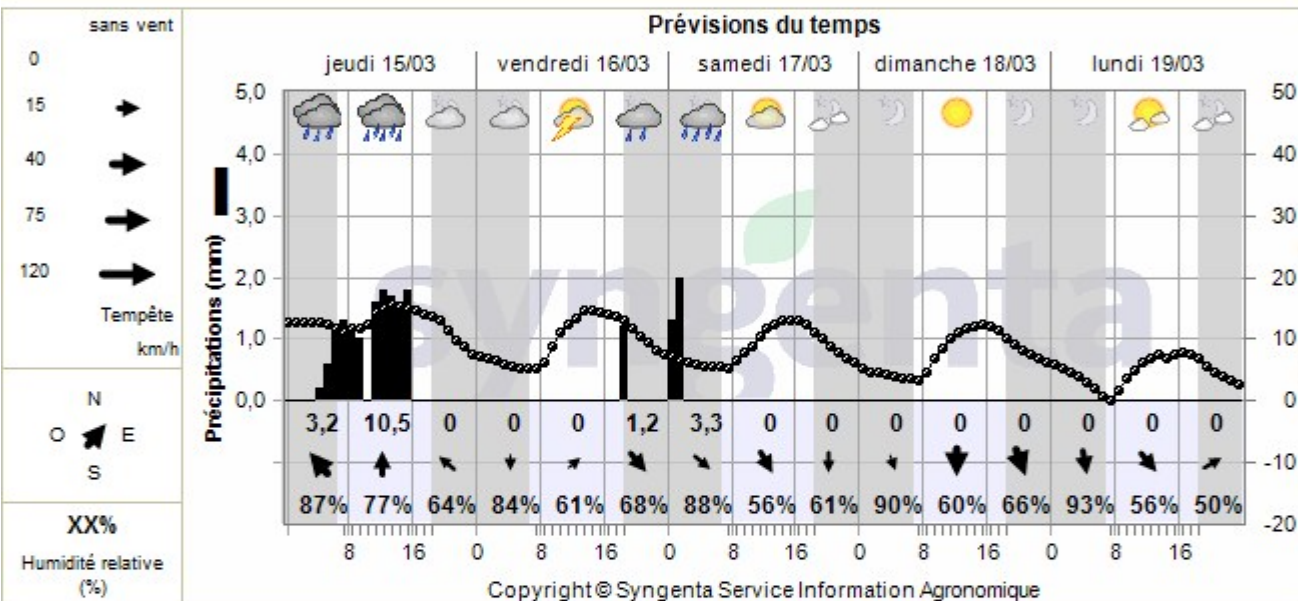 sans vent
0
15
40
75
120
Tempête
km/h
N
O E
S
XX%
Humidité relative
(%)
Prévisions du temps
jeudi 15/03 vendredi 16/03 samedi 17/03 dimanche 18/03 lundi 19/03
5,0 50
4,0 40
3,0 30
2,0 20
1,0 10
0,0 0
-10
-20
Précipitations (mm)
syngenta
3,2 10,5 0 0 0 1,2 3,3 0 0 0 0 0 0 0 0
87% 77% 64% 84% 61% 68% 88% 56% 61% 90% 60% 66% 93% 56% 50%
8 16 0 8 16 0 8 16 0 8 16 0 8 16
Copyright © Syngenta Service Information Agronomique